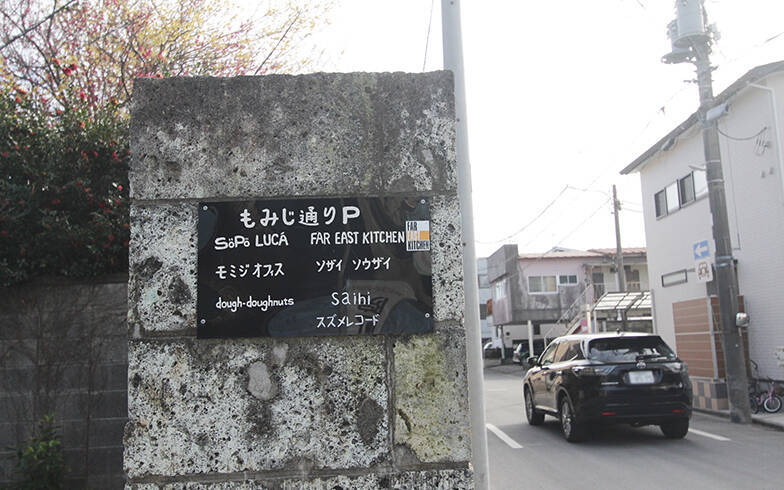 もみじ通りP
SöPö LUCÁ FAR EAST KITCHEN
FAR
EAST
KITCHEN
モミジオフィス ソザイ ソウザイ
dough-doughnuts Saihi
スズメレコード